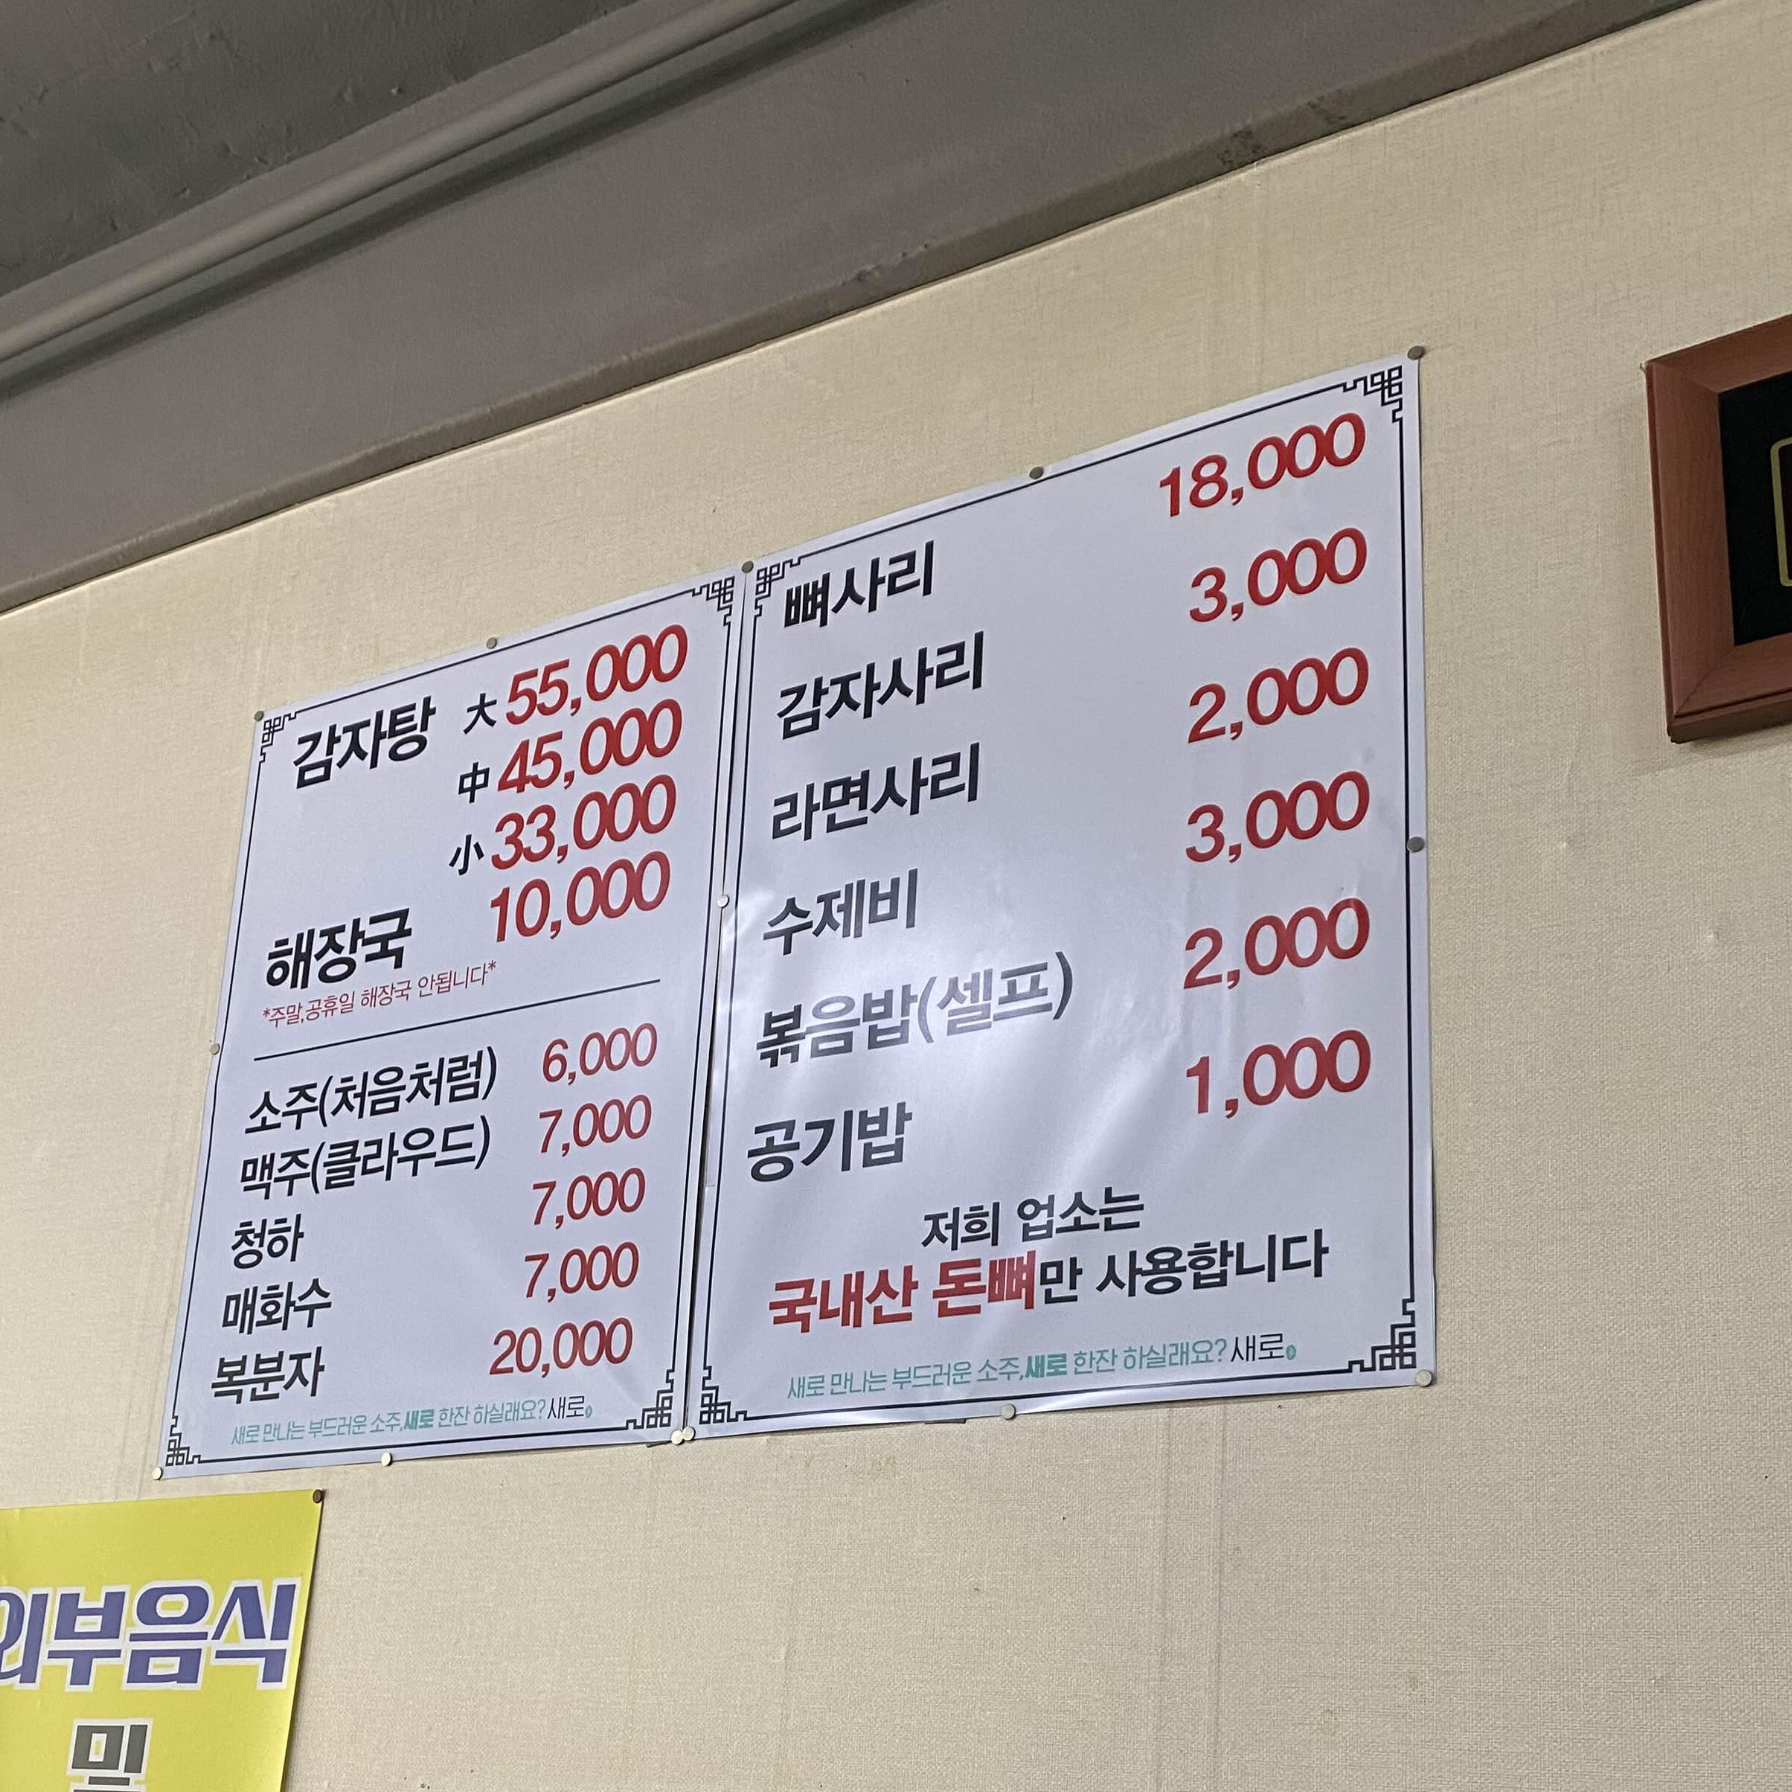 감자탕 大 55,000
中 45,000
小 33,000
해장국 10,000
*주말,공휴일 해장국 안됩니다*
소주(처음처럼) 6,000
맥주(클라우드) 7,000
청하 7,000
매화수 7,000
복분자 20,000
새로 만나는 부드러운 소주,새로 한잔 하실래요? 새로
뼈사리 18,000
감자사리 3,000
라면사리 2,000
수제비 3,000
볶음밥(셀프) 2,000
공기밥 1,000
저희 업소는
국내산 돈뼈만 사용합니다
새로 만나는 부드러운 소주,새로 한잔 하실래요? 새로
외부음식
및